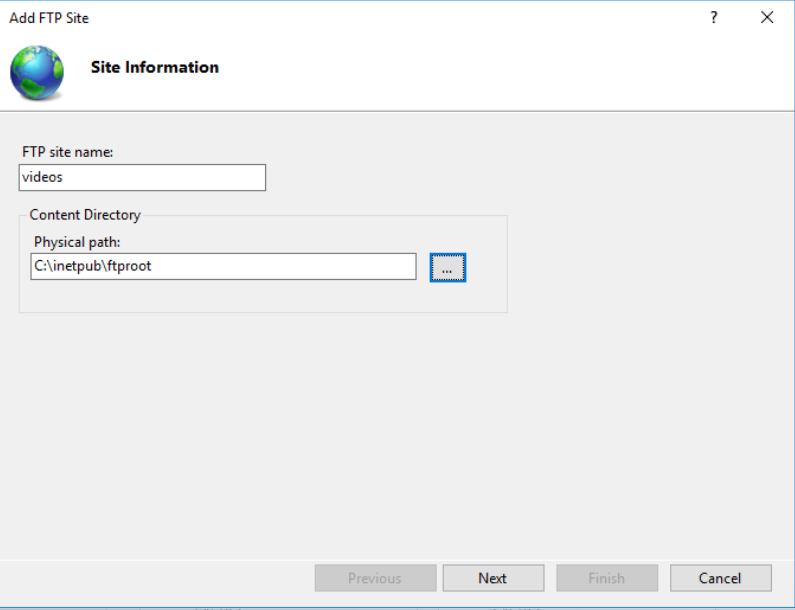 Add FTP Site
?
Site Information
FTP site name:
videos
Content Directory
Physical path:
C:\inetpub\ftproot
...
Previous
Next
Finish
Cancel